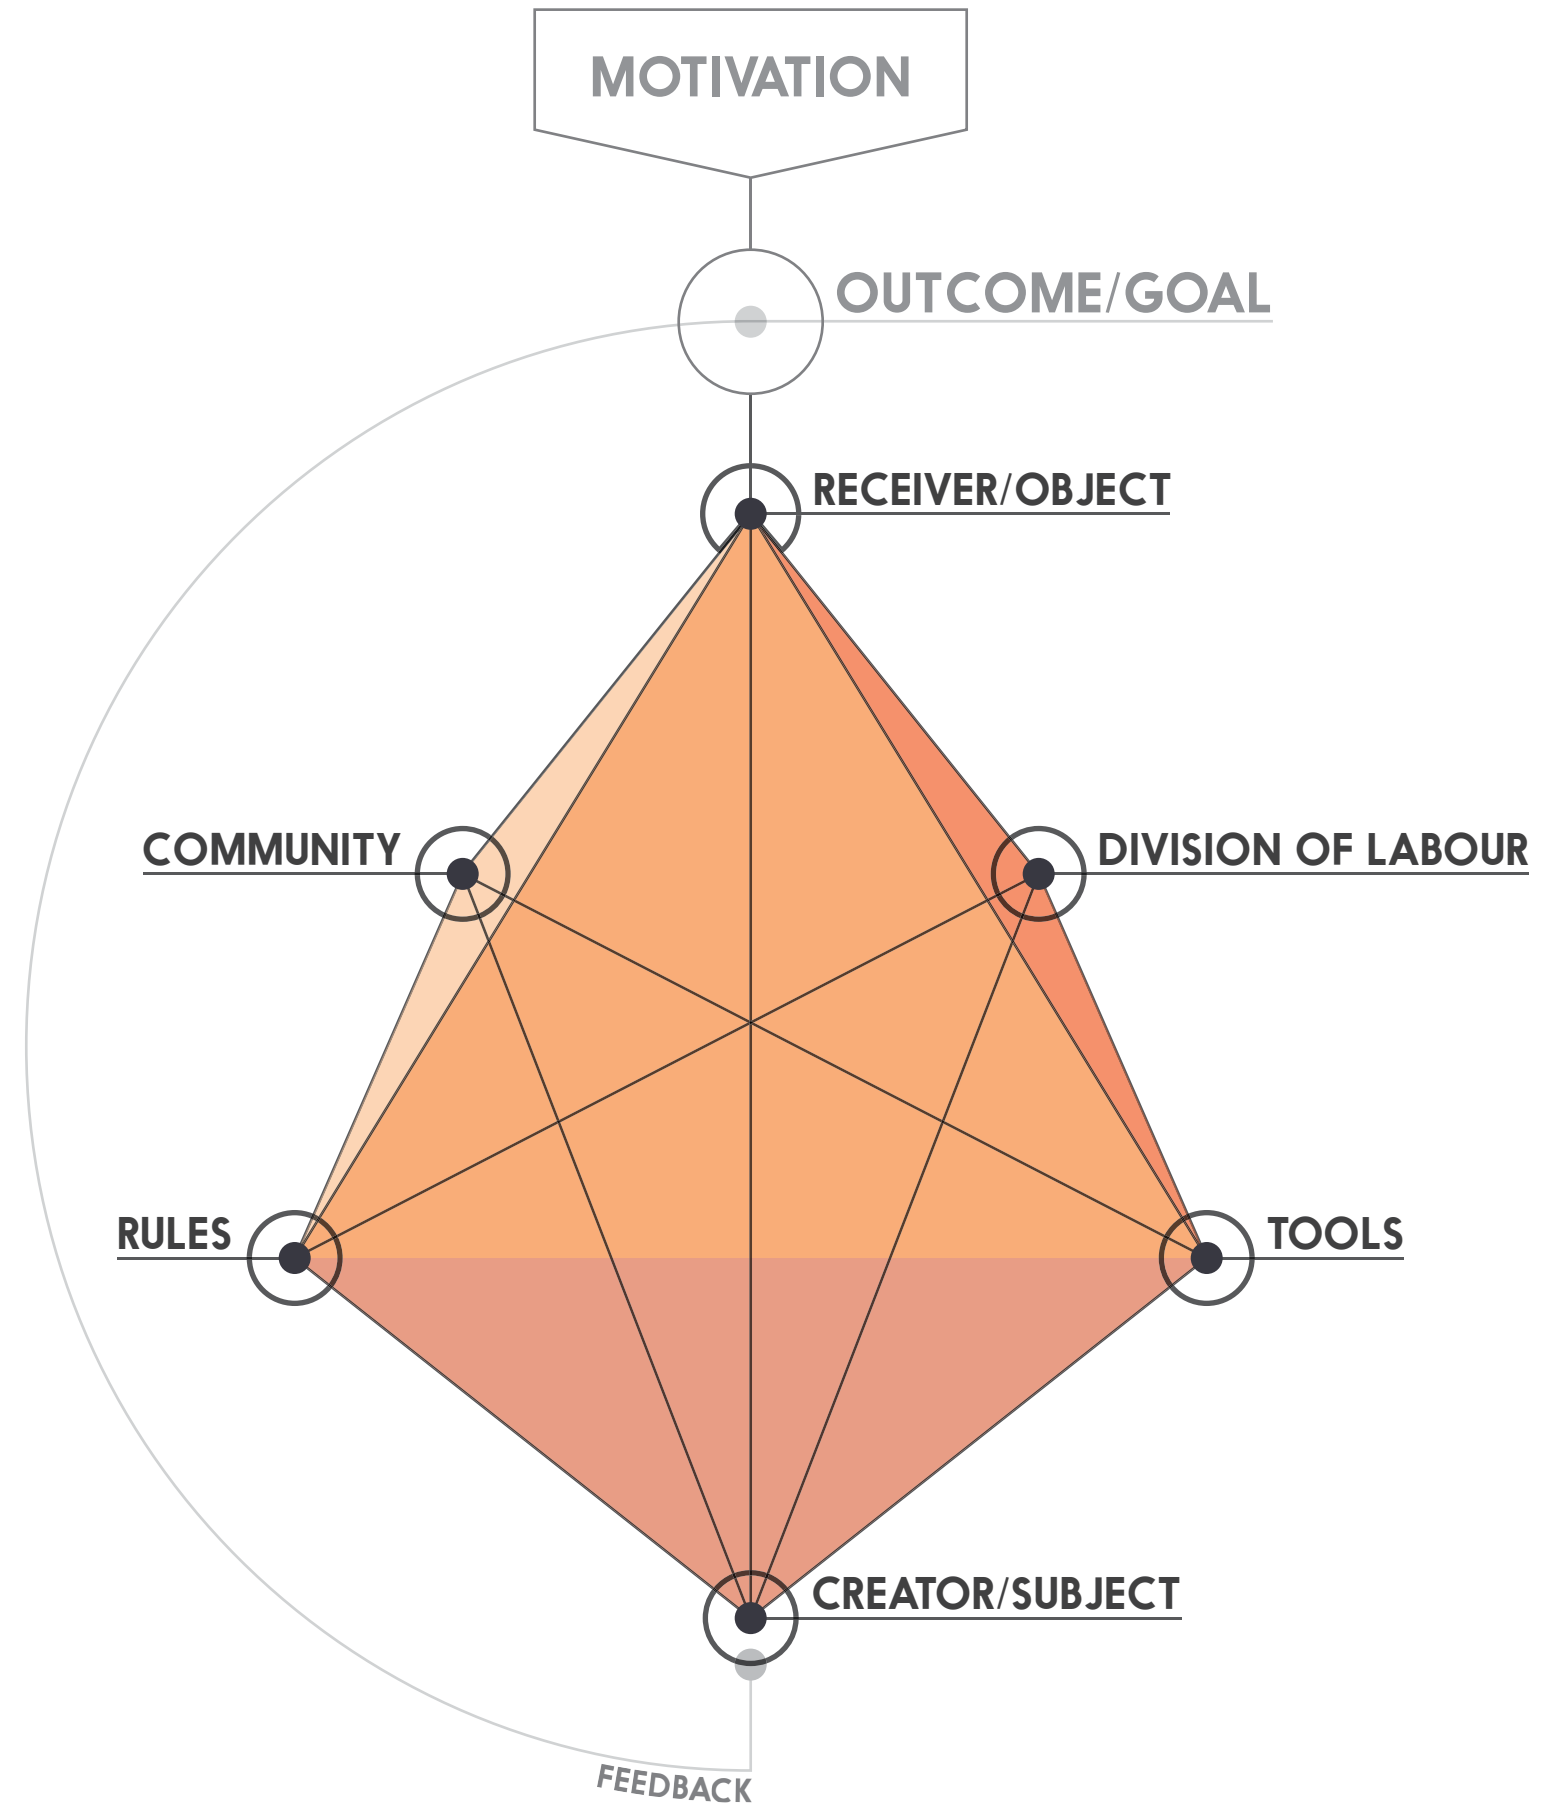 MOTIVATION
OUTCOME/GOAL
RECEIVER/OBJECT
COMMUNITY
DIVISION OF LABOUR
RULES
TOOLS
CREATOR/SUBJECT
FEEDBACK